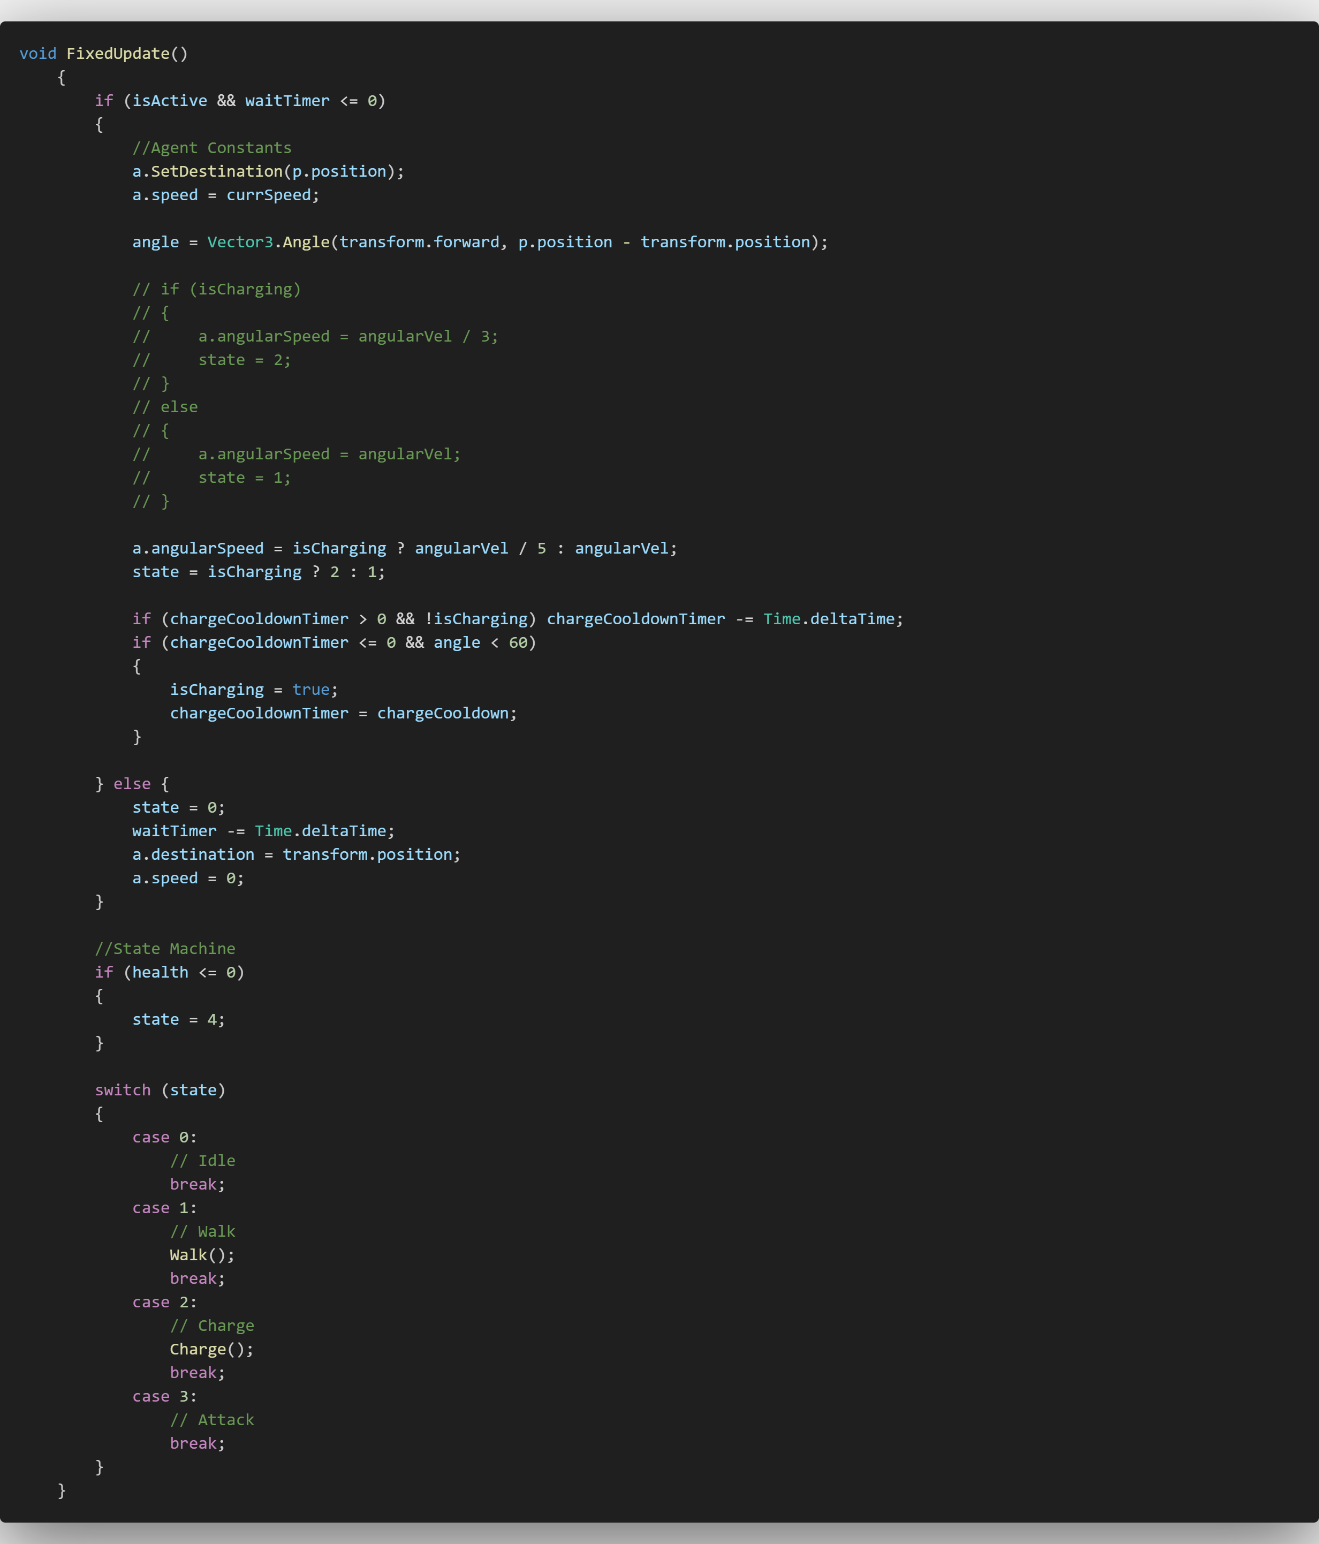 void FixedUpdate()
    {
        if (isActive && waitTimer <= 0)
        {
            //Agent Constants
            a.SetDestination(p.position);
            a.speed = currSpeed;

            angle = Vector3.Angle(transform.forward, p.position - transform.position);

            // if (isCharging)
            // {
            //     a.angularSpeed = angularVel / 3;
            //     state = 2;
            // }
            // else
            // {
            //     a.angularSpeed = angularVel;
            //     state = 1;
            // }

            a.angularSpeed = isCharging ? angularVel / 5 : angularVel;
            state = isCharging ? 2 : 1;

            if (chargeCooldownTimer > 0 && !isCharging) chargeCooldownTimer -= Time.deltaTime;
            if (chargeCooldownTimer <= 0 && angle < 60)
            {
                isCharging = true;
                chargeCooldownTimer = chargeCooldown;
            }

        } else {
            state = 0;
            waitTimer -= Time.deltaTime;
            a.destination = transform.position;
            a.speed = 0;
        }

        //State Machine
        if (health <= 0)
        {
            state = 4;
        }

        switch (state)
        {
            case 0:
                // Idle
                break;
            case 1:
                // Walk
                Walk();
                break;
            case 2:
                // Charge
                Charge();
                break;
            case 3:
                // Attack
                break;
        }
    }